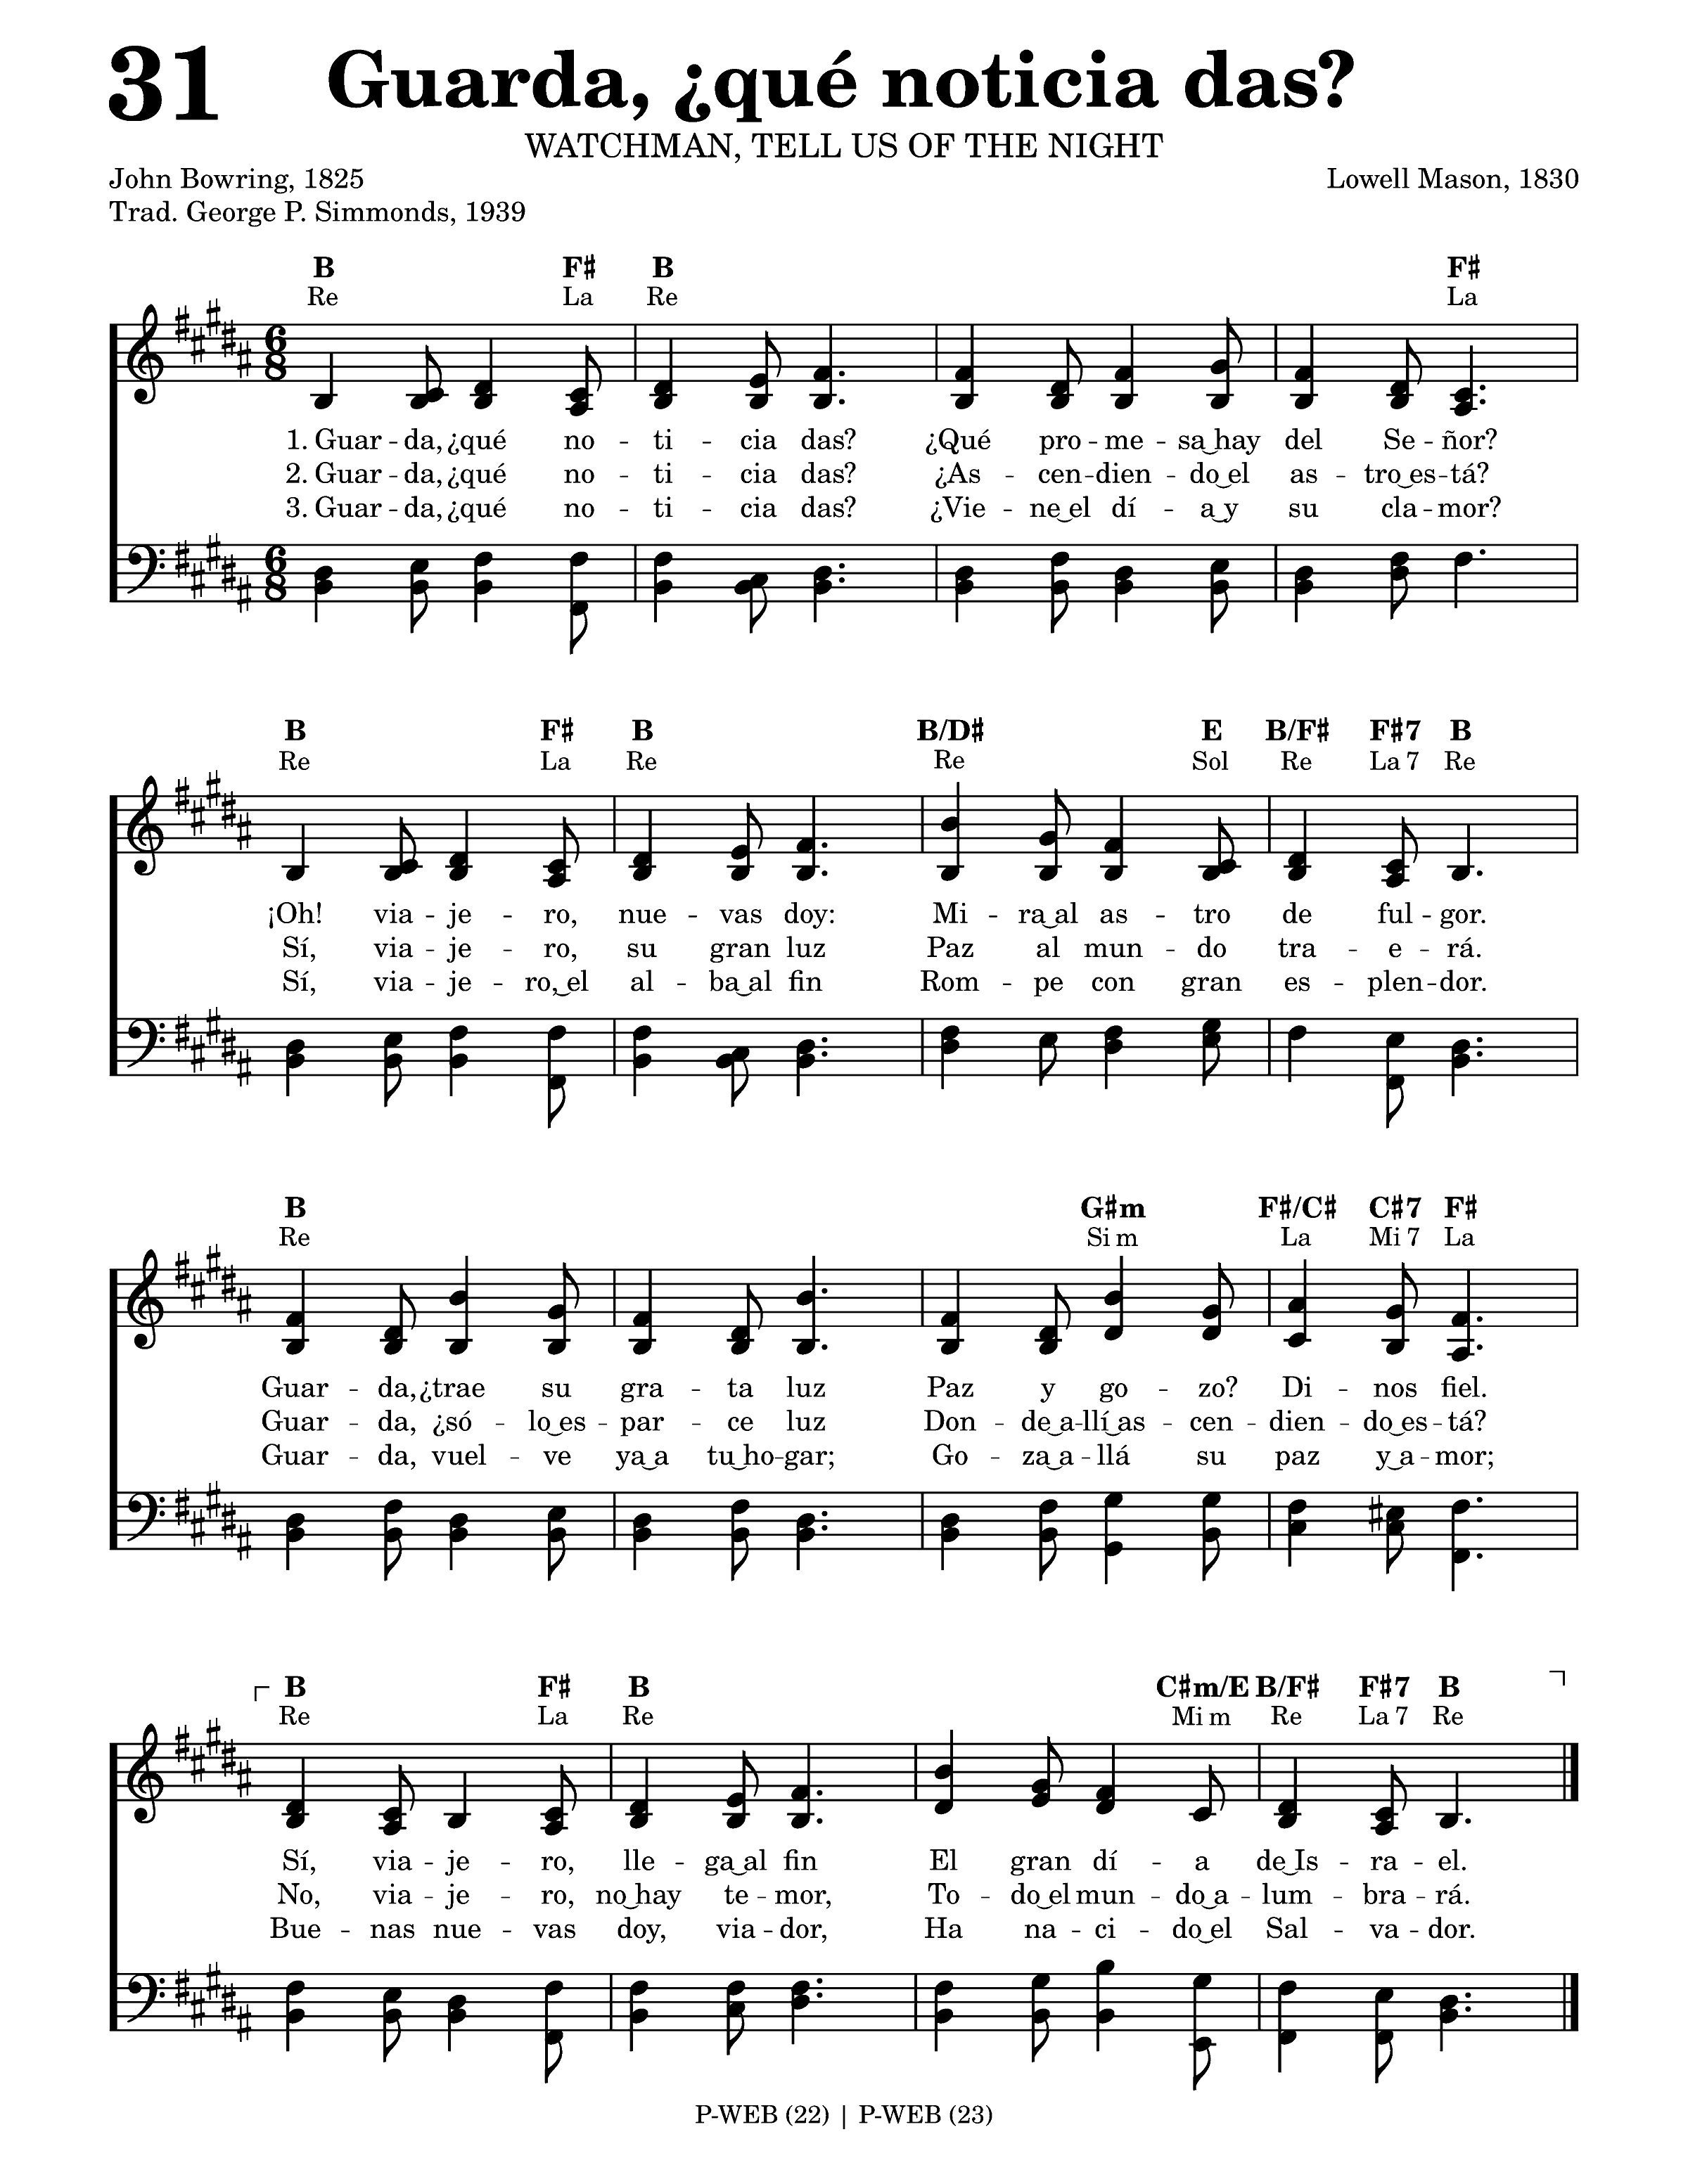 31 Guarda, ¿qué noticia das?
WATCHMAN, TELL US OF THE NIGHT
John Bowring, 1825 Lowell Mason, 1830
Trad. George P. Simmonds, 1939
B F♯ B F♯
Re La Re La
6 8
1. Guar -- da, ¿qué no -- ti -- cia das? ¿Qué pro -- me -- sa‿hay del Se -- ñor?
2. Guar -- da, ¿qué no -- ti -- cia das? ¿As -- cen -- dien -- do‿el as -- tro‿es -- tá?
3. Guar -- da, ¿qué no -- ti -- cia das? ¿Vie -- ne‿el dí -- a‿y su cla -- mor?
6 8
B F♯ B B/D♯ E B/F♯ F♯7 B
Re La Re Re Sol Re La 7 Re
¡Oh! via -- je -- ro, nue -- vas doy: Mi -- ra‿al as -- tro de ful -- gor.
Sí, via -- je -- ro, su gran luz Paz al mun -- do tra -- e -- rá.
Sí, via -- je -- ro,‿el al -- ba‿al fin Rom -- pe con gran es -- plen -- dor.
B G♯m F♯/C♯ C♯7 F♯
Re Si m La Mi 7 La
Guar -- da, ¿trae su gra -- ta luz Paz y go -- zo? Di -- nos fiel.
Guar -- da, ¿só -- lo‿es -- par -- ce luz Don -- de‿a -- llí‿as -- cen -- dien -- do‿es -- tá?
Guar -- da, vuel -- ve ya‿a tu‿ho -- gar; Go -- za‿a -- llá su paz y‿a -- mor;
B F♯ B C♯m/E B/F♯ F♯7 B
Re La Re Mi m Re La 7 Re
Sí, via -- je -- ro, lle -- ga‿al fin El gran dí -- a de‿Is -- ra -- el.
No, via -- je -- ro, no‿hay te -- mor, To -- do‿el mun -- do‿a -- lum -- bra -- rá.
Bue -- nas nue -- vas doy, via -- dor, Ha na -- ci -- do‿el Sal -- va -- dor.
P-WEB (22) | P-WEB (23)